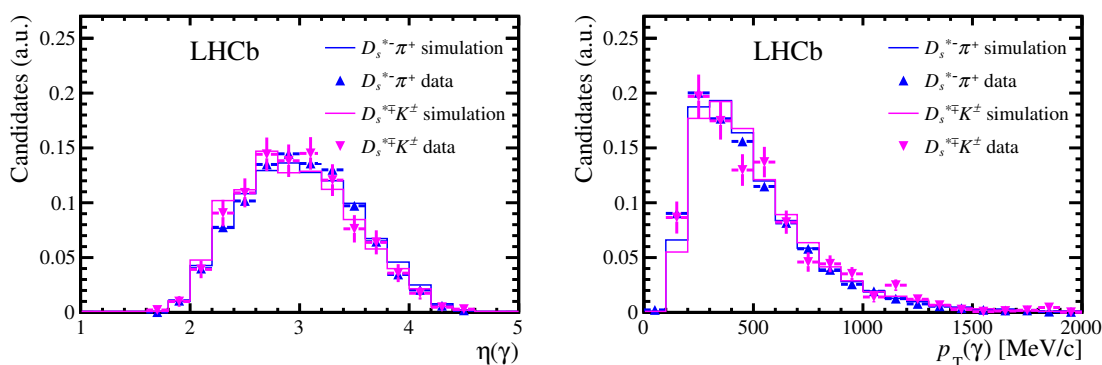 Candidates (a.u.)
0.25
0.2
0.15
0.1
0.05
0
LHCb
D_s^{*-}π^+ simulation
D_s^{*-}π^+ data
D_s^{*∓}K^± simulation
D_s^{*∓}K^± data
1 2 3 4 5
η(γ)
Candidates (a.u.)
0.25
0.2
0.15
0.1
0.05
0
LHCb
D_s^{*-}π^+ simulation
D_s^{*-}π^+ data
D_s^{*∓}K^± simulation
D_s^{*∓}K^± data
0 500 1000 1500 2000
p_T(γ) [MeV/c]